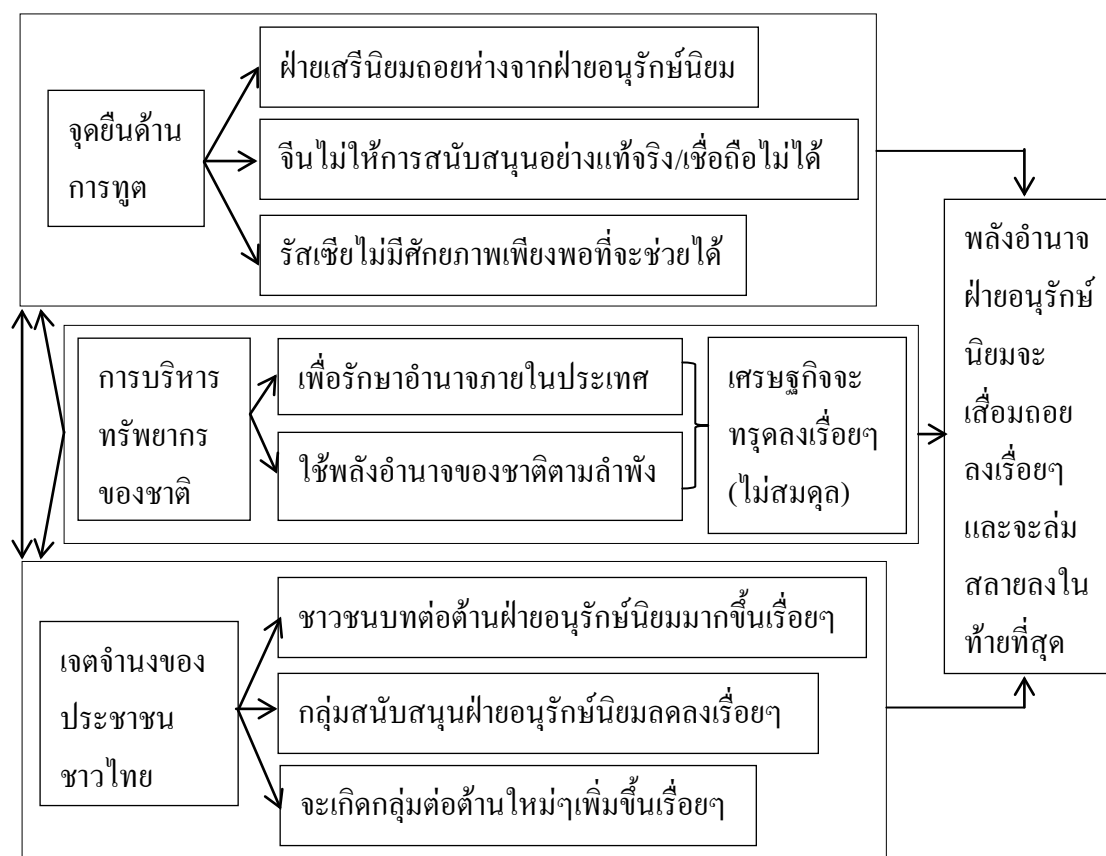 ฝ่ายเสรีนิยมถอยห่างจากฝ่ายอนุรักษ์นิยม
จุดยืนด้าน
การทูต
จีนไม่ให้การสนับสนุนอย่างแท้จริง/เชื่อถือไม่ได้
รัสเซียไม่มีศักยภาพเพียงพอที่จะช่วยได้
การบริหาร
ทรัพยากร
ของชาติ
เพื่อรักษาอำนาจภายในประเทศ
ใช้พลังอำนาจของชาติตามลำพัง
เศรษฐกิจจะ
ทรุดลงเรื่อยๆ
(ไม่สมดุล)
เจตจำนงของ
ประชาชน
ชาวไทย
ชาวชนบทต่อต้านฝ่ายอนุรักษ์นิยมมากขึ้นเรื่อยๆ
กลุ่มสนับสนุนฝ่ายอนุรักษ์นิยมลดลงเรื่อยๆ
จะเกิดกลุ่มต่อต้านใหม่ๆเพิ่มขึ้นเรื่อยๆ
พลังอำนาจ
ฝ่ายอนุรักษ์
นิยมจะ
เสื่อมถอย
ลงเรื่อยๆ
และจะล่ม
สลายลงใน
ท้ายที่สุด